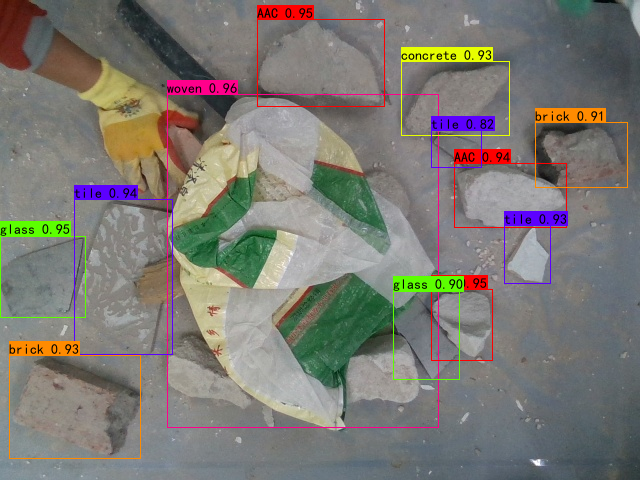 AAC 0.95
concrete 0.93
woven 0.96
brick 0.91
tile 0.82
AAC 0.94
tile 0.94
tile 0.93
glass 0.95
glass 0.90
.95
brick 0.93